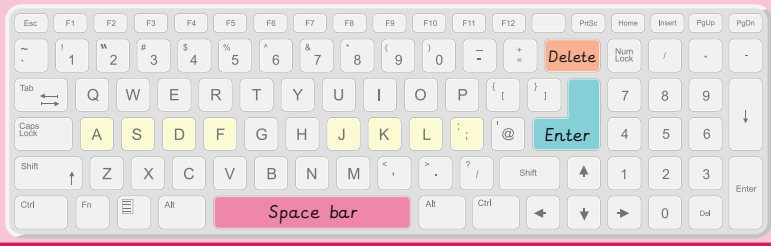 Esc F1 F2 F3 F4 F5 F6 F7 F8 F9 F10 F11 F12 PrtSc Home Insert PgUp PgDn
~ ` ! 1 " 2 # 3 $ 4 % 5 ^ 6 & 7 * 8 ( 9 ) 0 _ - + = Delete Num Lock / * -
Tab Q W E R T Y U I O P { [ } ] 7 8 9
Caps Lock A S D F G H J K L : ; ' @ Enter 4 5 6 ↓
Shift ↑ Z X C V B N M < , > . ? / Shift ↑ 1 2 3 Enter
Ctrl Fn Alt Space bar Alt Ctrl ← ↓ → 0 Del